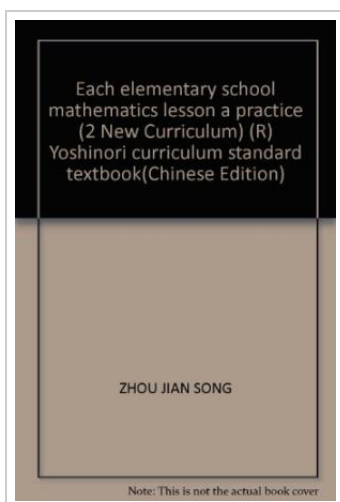 Each elementary school
mathematics lesson a practice
(2 New Curriculum) (R)
Yoshinori curriculum standard
textbook(Chinese Edition)
ZHOU JIAN SONG
Note: This is not the actual book cover